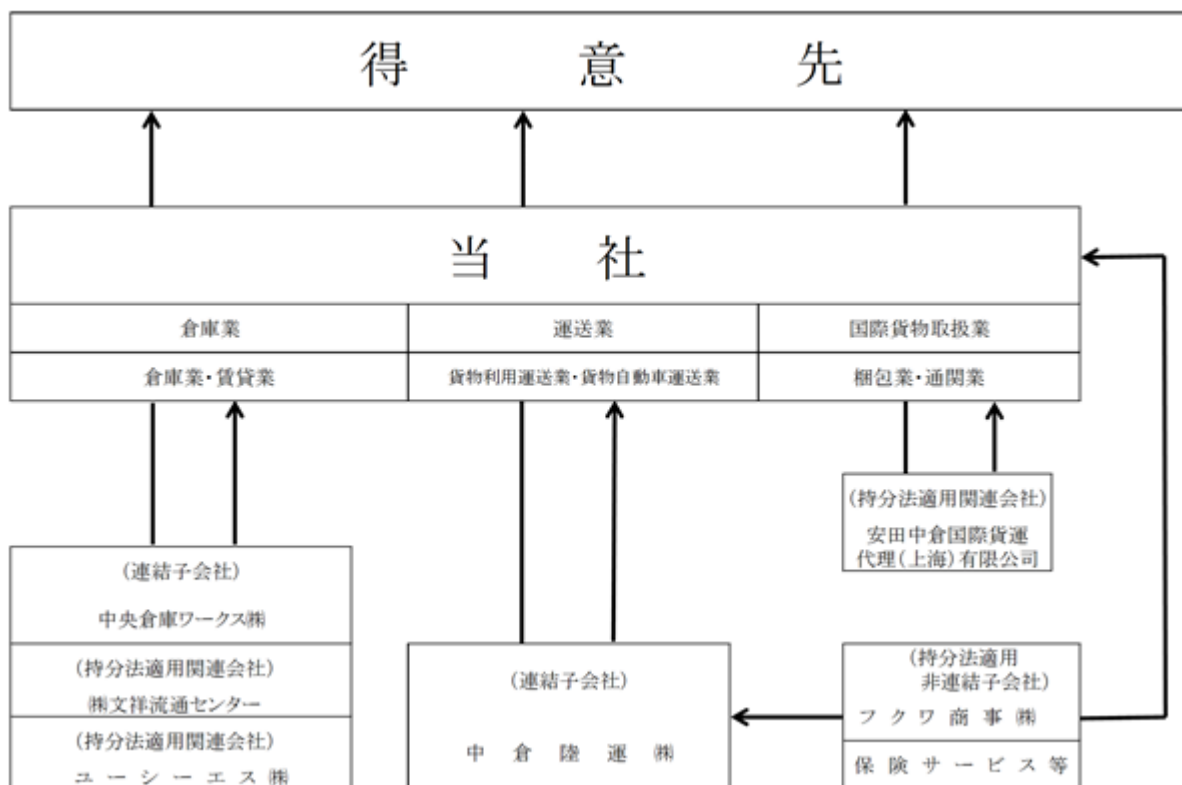 得意先
当社
倉庫業
運送業
国際貨物取扱業
倉庫業・賃貸業
貨物利用運送業・貨物自動車運送業
梱包業・通関業
(持分法適用関連会社)
安田中倉国際貨運
代理(上海)有限公司
(連結子会社)
中央倉庫ワークス㈱
(持分法適用関連会社)
㈱文祥流通センター
(持分法適用関連会社)
ユーシーエス㈱
(連結子会社)
中倉陸運㈱
(持分法適用
非連結子会社)
フクワ商事㈱
保険サービス等